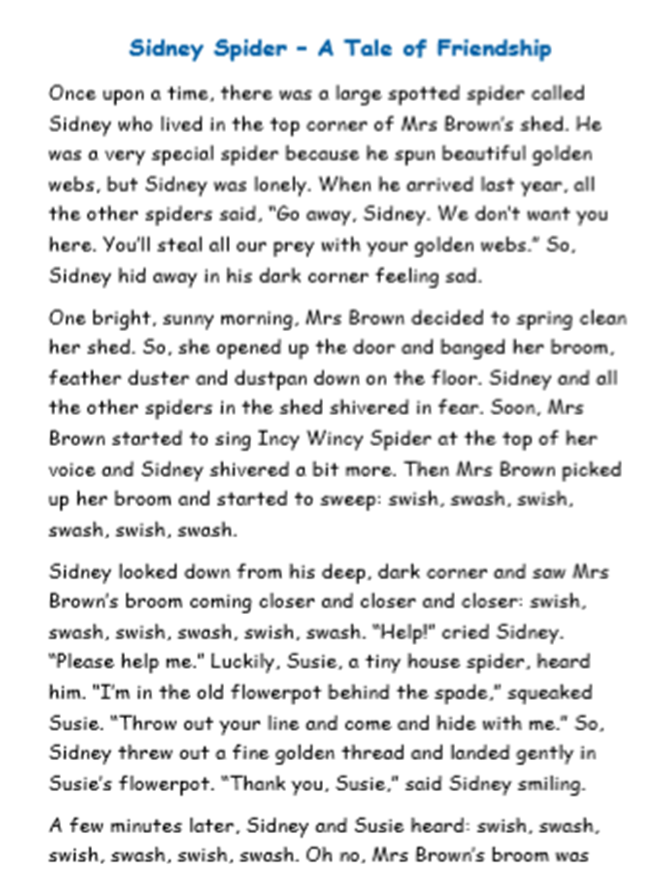 Sidney Spider – A Tale of Friendship
Once upon a time, there was a large spotted spider called
Sidney who lived in the top corner of Mrs Brown's shed. He
was a very special spider because he spun beautiful golden
webs, but Sidney was lonely. When he arrived last year, all
the other spiders said, "Go away, Sidney. We don't want you
here. You'll steal all our prey with your golden webs." So,
Sidney hid away in his dark corner feeling sad.
One bright, sunny morning, Mrs Brown decided to spring clean
her shed. So, she opened up the door and banged her broom,
feather duster and dustpan down on the floor. Sidney and all
the other spiders in the shed shivered in fear. Soon, Mrs
Brown started to sing Incy Wincy Spider at the top of her
voice and Sidney shivered a bit more. Then Mrs Brown picked
up her broom and started to sweep: swish, swash, swish,
swash, swish, swash.
Sidney looked down from his deep, dark corner and saw Mrs
Brown's broom coming closer and closer and closer: swish,
swash, swish, swash, swish, swash. "Help!" cried Sidney.
"Please help me." Luckily, Susie, a tiny house spider, heard
him. "I'm in the old flowerpot behind the spade," squeaked
Susie. "Throw out your line and come and hide with me." So,
Sidney threw out a fine golden thread and landed gently in
Susie's flowerpot. "Thank you, Susie," said Sidney smiling.
A few minutes later, Sidney and Susie heard: swish, swash,
swish, swash, swish, swash. Oh no, Mrs Brown's broom was